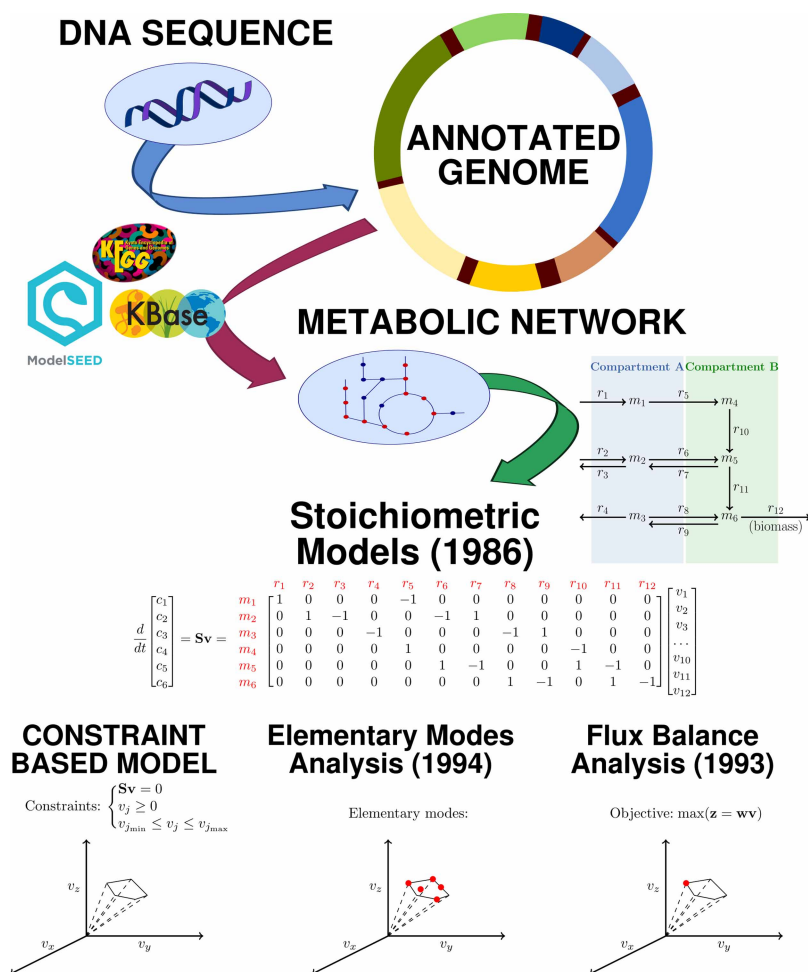 DNA SEQUENCE
ANNOTATED
GENOME
KEGG
Kyoto Encyclopedia of
Genes and Genomes
KBase
ModelSEED
METABOLIC NETWORK
Compartment A Compartment B
r1 m1 r5 m4
r10
r2 m2 r6 m5
r3 r7
r11
r4 m3 r8 m6 r12
r9 (biomass)
Stoichiometric
Models (1986)
r1 r2 r3 r4 r5 r6 r7 r8 r9 r10 r11 r12
m1 1 0 0 0 −1 0 0 0 0 0 0 0
m2 0 1 −1 0 0 −1 1 0 0 0 0 0
m3 0 0 0 −1 0 0 0 −1 1 0 0 0
m4 0 0 0 0 1 0 0 0 0 −1 0 0
m5 0 0 0 0 0 1 −1 0 0 1 −1 0
m6 0 0 0 0 0 0 0 1 −1 0 1 −1
d/dt [c1 c2 c3 c4 c5 c6] = Sv =
[v1 v2 v3 ... v10 v11 v12]
CONSTRAINT
BASED MODEL
Constraints: { Sv = 0
vj ≥ 0
vjmin ≤ vj ≤ vjmax
vz
vx vy
Elementary Modes
Analysis (1994)
Elementary modes:
vz
vx vy
Flux Balance
Analysis (1993)
Objective: max(z = wv)
vz
vx vy